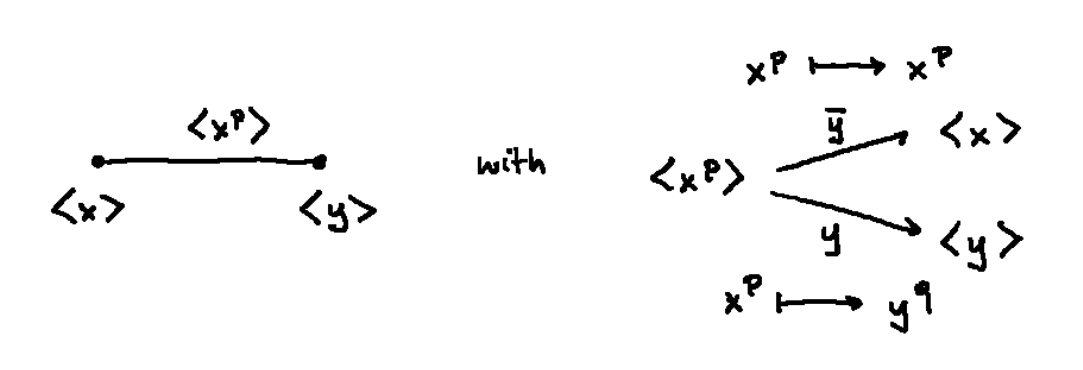 x^p ↦ x^p
<x^p>
ȳ
<x>
with
<x^p>
<x>
<y>
y
<y>
x^p ↦ y^q